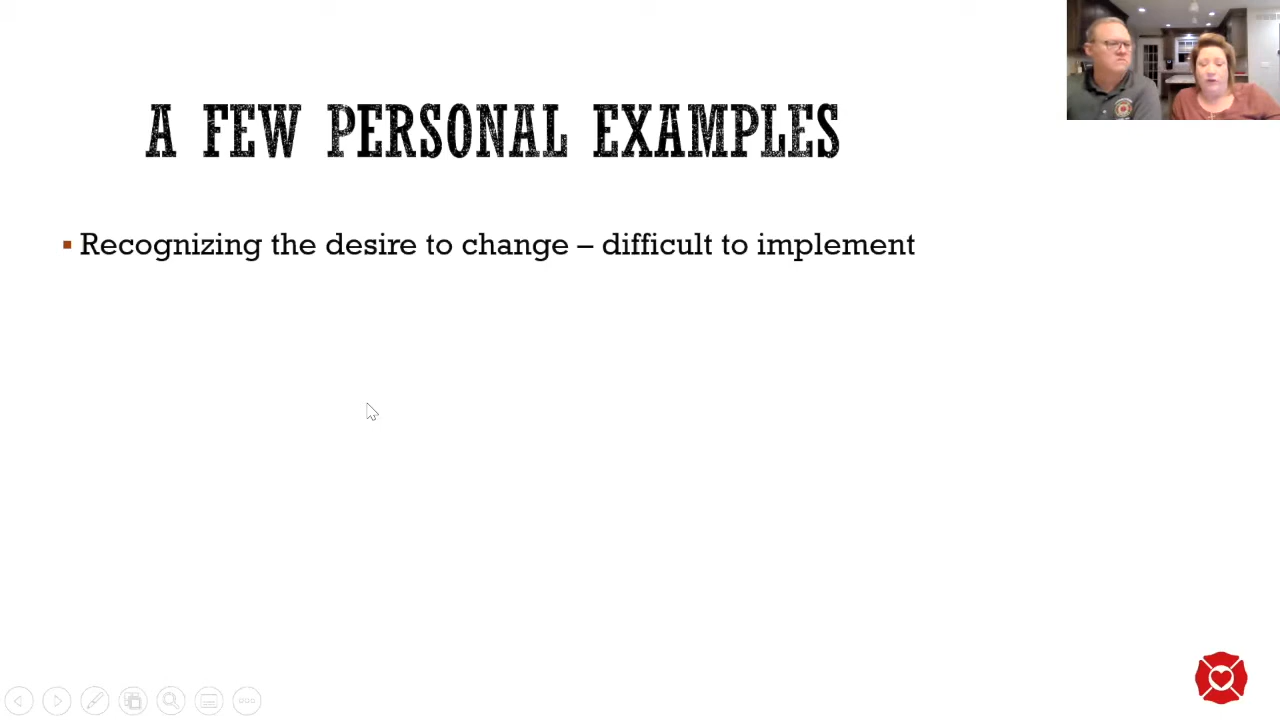 A FEW PERSONAL EXAMPLES
Recognizing the desire to change – difficult to implement